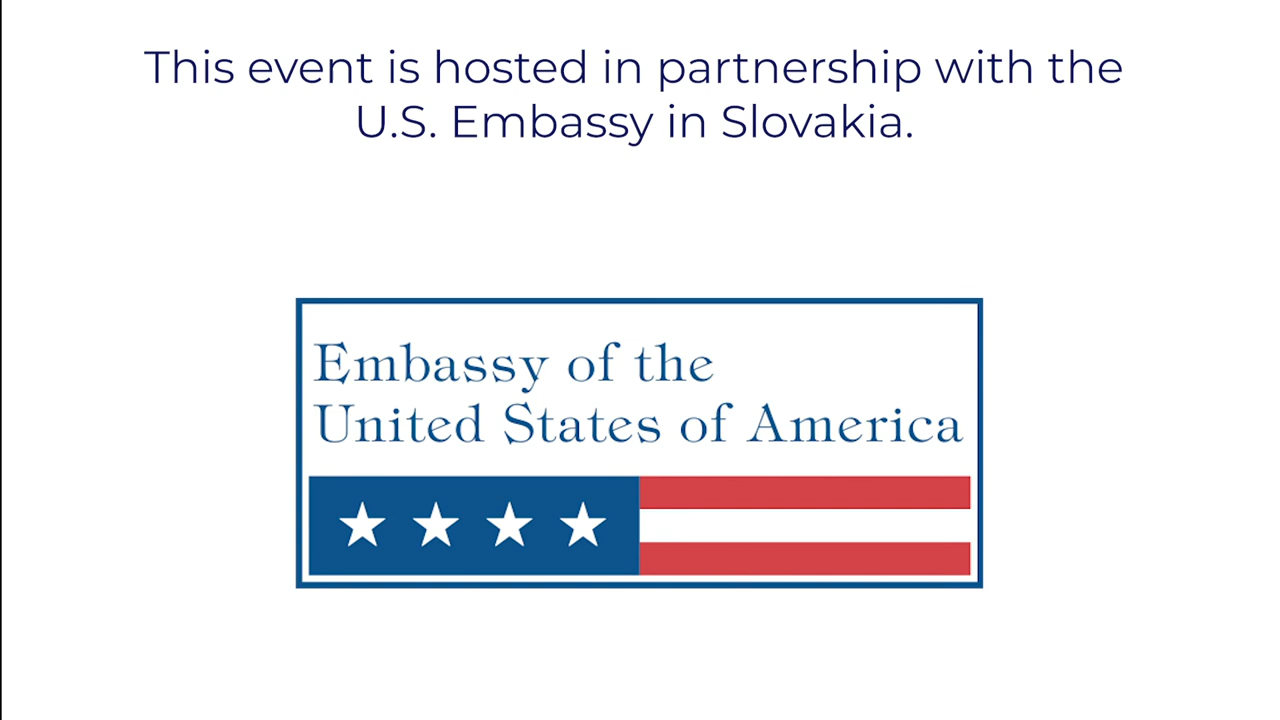 This event is hosted in partnership with the
U.S. Embassy in Slovakia.
Embassy of the
United States of America